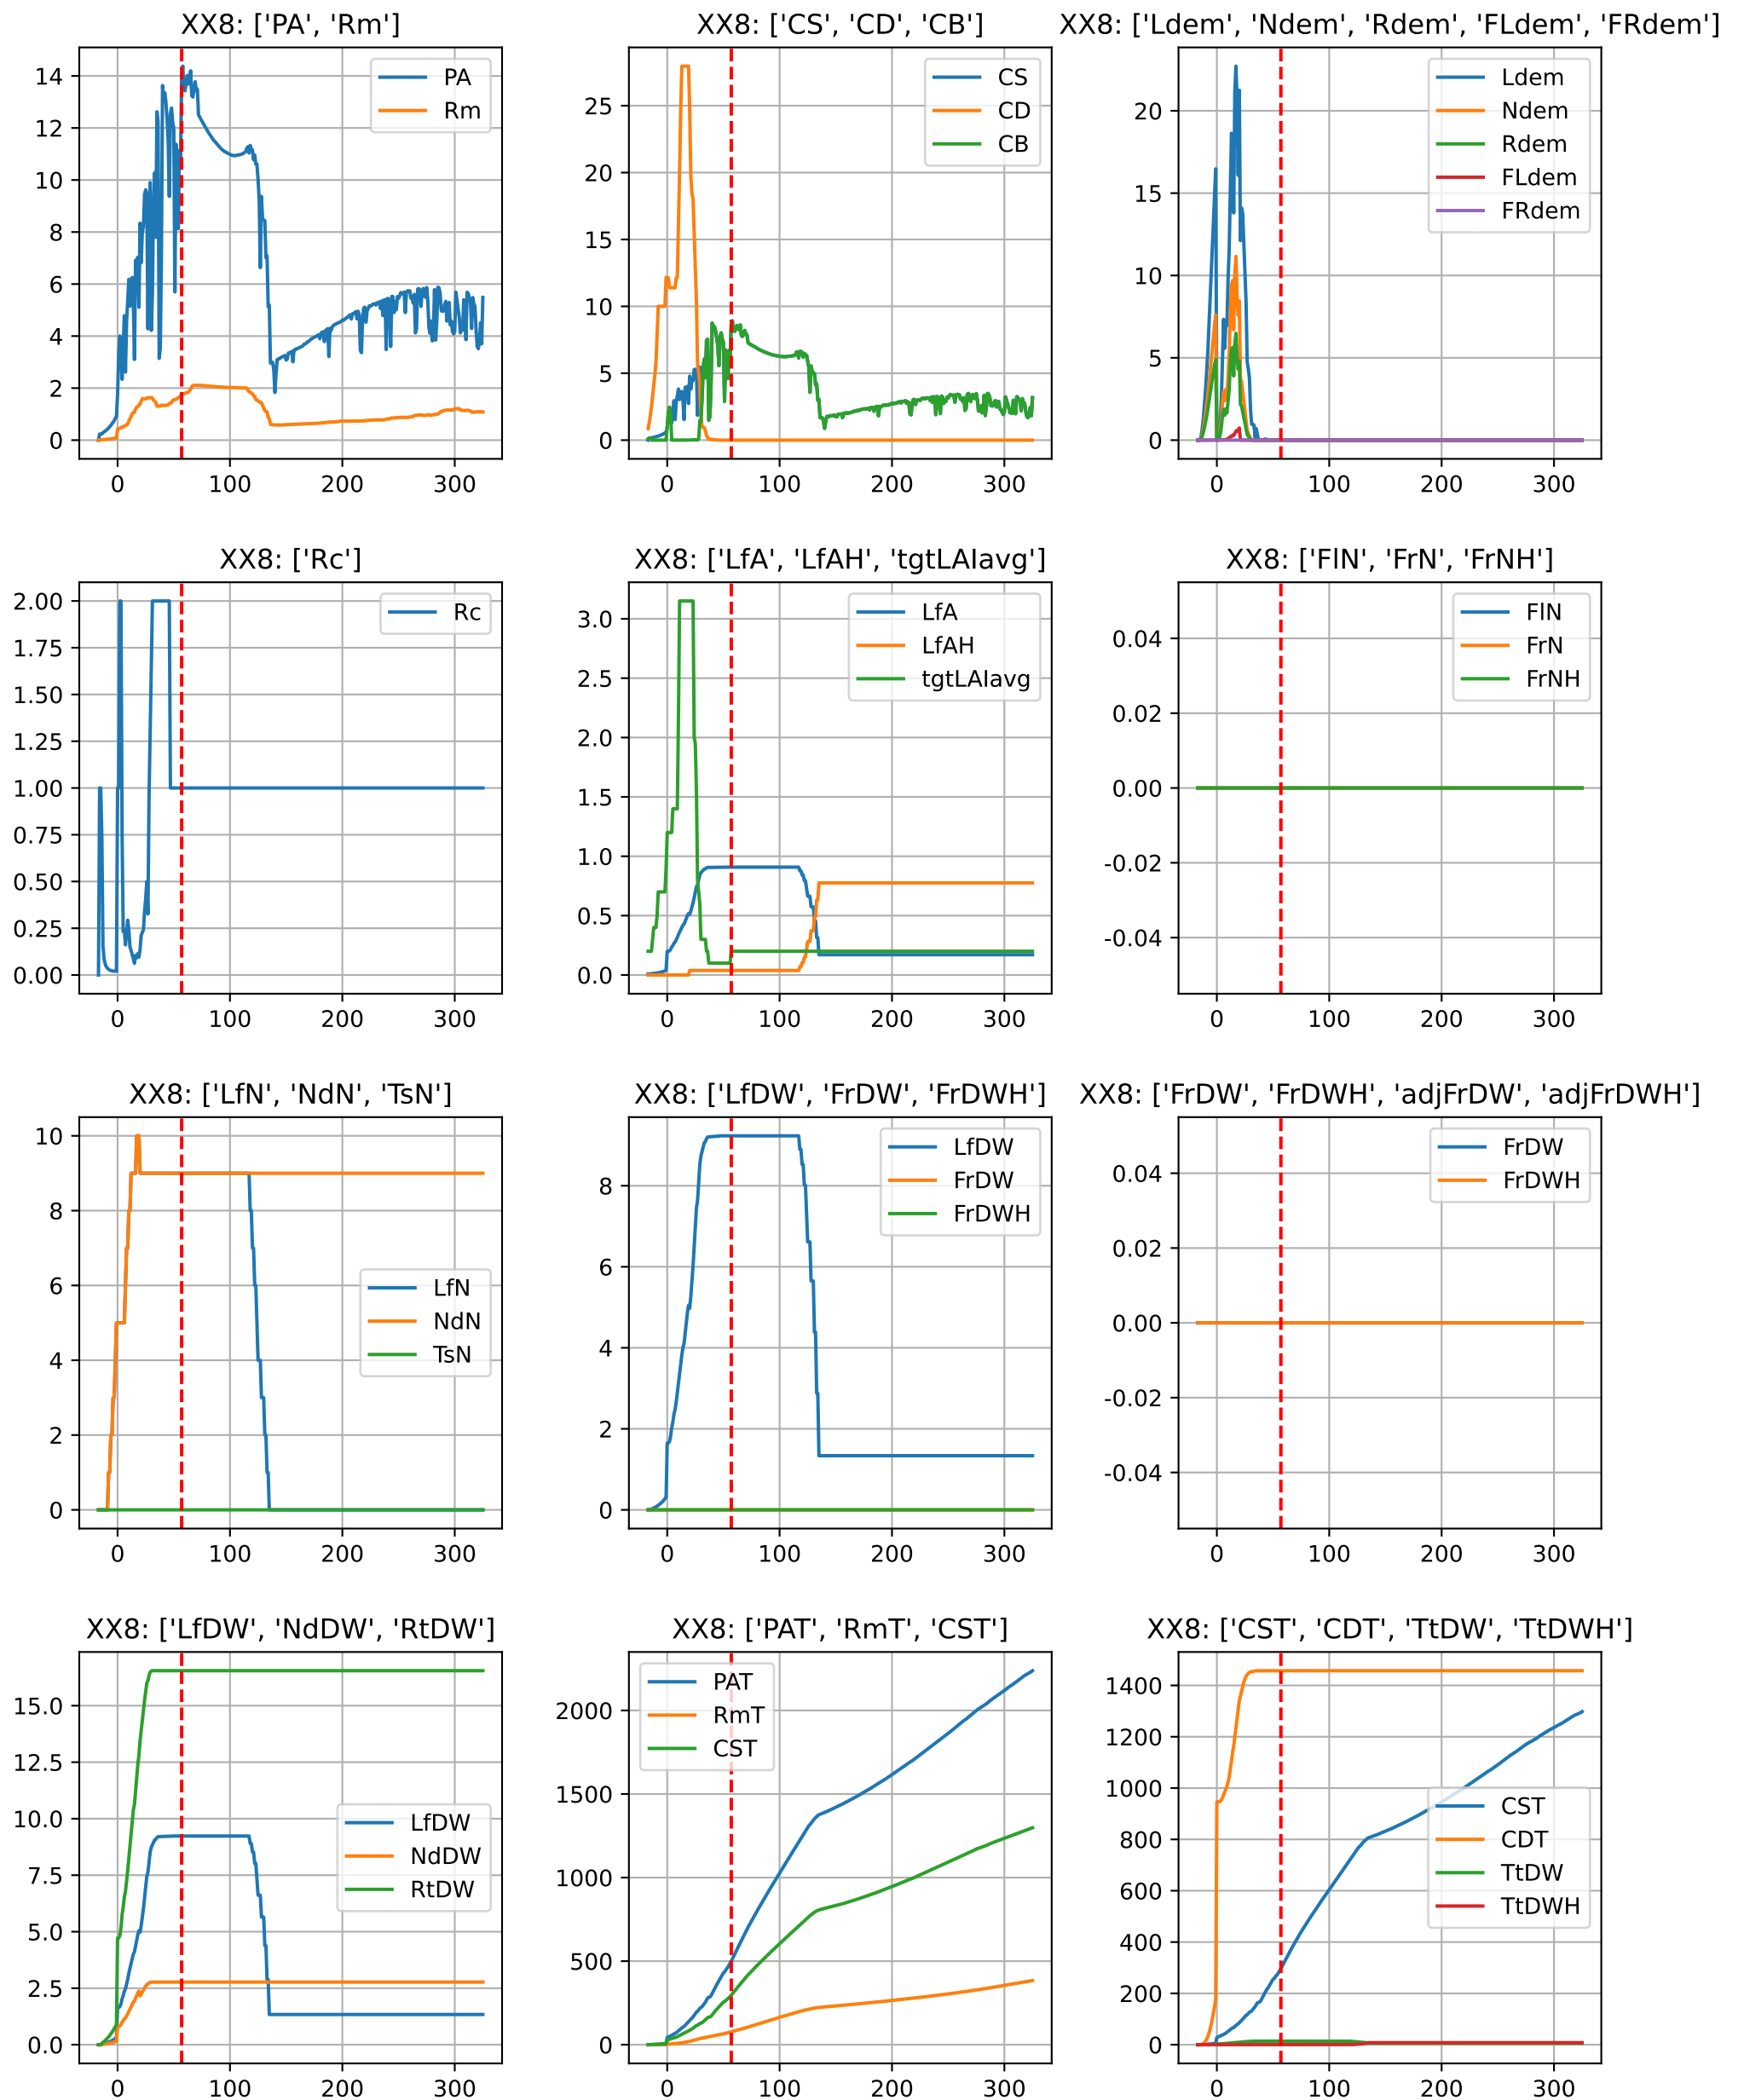 XX8: ['PA', 'Rm']
14
12
10
8
6
4
2
0
0 100 200 300
PA
Rm
XX8: ['CS', 'CD', 'CB']
25
20
15
10
5
0
0 100 200 300
CS
CD
CB
XX8: ['Ldem', 'Ndem', 'Rdem', 'FLdem', 'FRdem']
20
15
10
5
0
0 100 200 300
Ldem
Ndem
Rdem
FLdem
FRdem
XX8: ['Rc']
2.00
1.75
1.50
1.25
1.00
0.75
0.50
0.25
0.00
0 100 200 300
Rc
XX8: ['LfA', 'LfAH', 'tgtLAIavg']
3.0
2.5
2.0
1.5
1.0
0.5
0.0
0 100 200 300
LfA
LfAH
tgtLAIavg
XX8: ['FlN', 'FrN', 'FrNH']
0.04
0.02
0.00
-0.02
-0.04
0 100 200 300
FlN
FrN
FrNH
XX8: ['LfN', 'NdN', 'TsN']
10
8
6
4
2
0
0 100 200 300
LfN
NdN
TsN
XX8: ['LfDW', 'FrDW', 'FrDWH']
8
6
4
2
0
0 100 200 300
LfDW
FrDW
FrDWH
XX8: ['FrDW', 'FrDWH', 'adjFrDW', 'adjFrDWH']
0.04
0.02
0.00
-0.02
-0.04
0 100 200 300
FrDW
FrDWH
XX8: ['LfDW', 'NdDW', 'RtDW']
15.0
12.5
10.0
7.5
5.0
2.5
0.0
0 100 200 300
LfDW
NdDW
RtDW
XX8: ['PAT', 'RmT', 'CST']
2000
1500
1000
500
0
0 100 200 300
PAT
RmT
CST
XX8: ['CST', 'CDT', 'TtDW', 'TtDWH']
1400
1200
1000
800
600
400
200
0
0 100 200 300
CST
CDT
TtDW
TtDWH